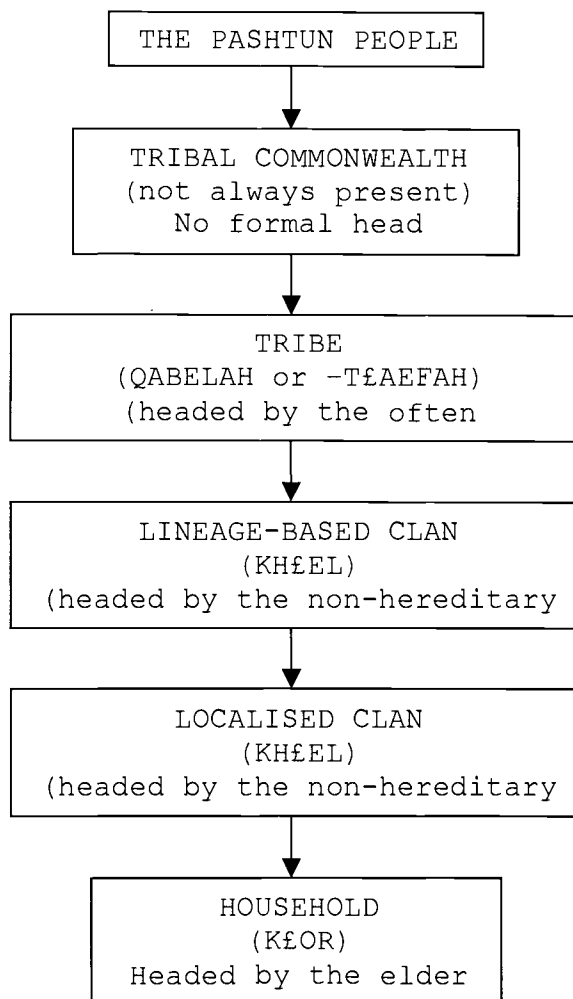 THE PASHTUN PEOPLE
TRIBAL COMMONWEALTH
(not always present)
No formal head
TRIBE
(QABELAH or -T£AEFAH)
(headed by the often
LINEAGE-BASED CLAN
(KH£EL)
(headed by the non-hereditary
LOCALISED CLAN
(KH£EL)
(headed by the non-hereditary
HOUSEHOLD
(K£OR)
Headed by the elder